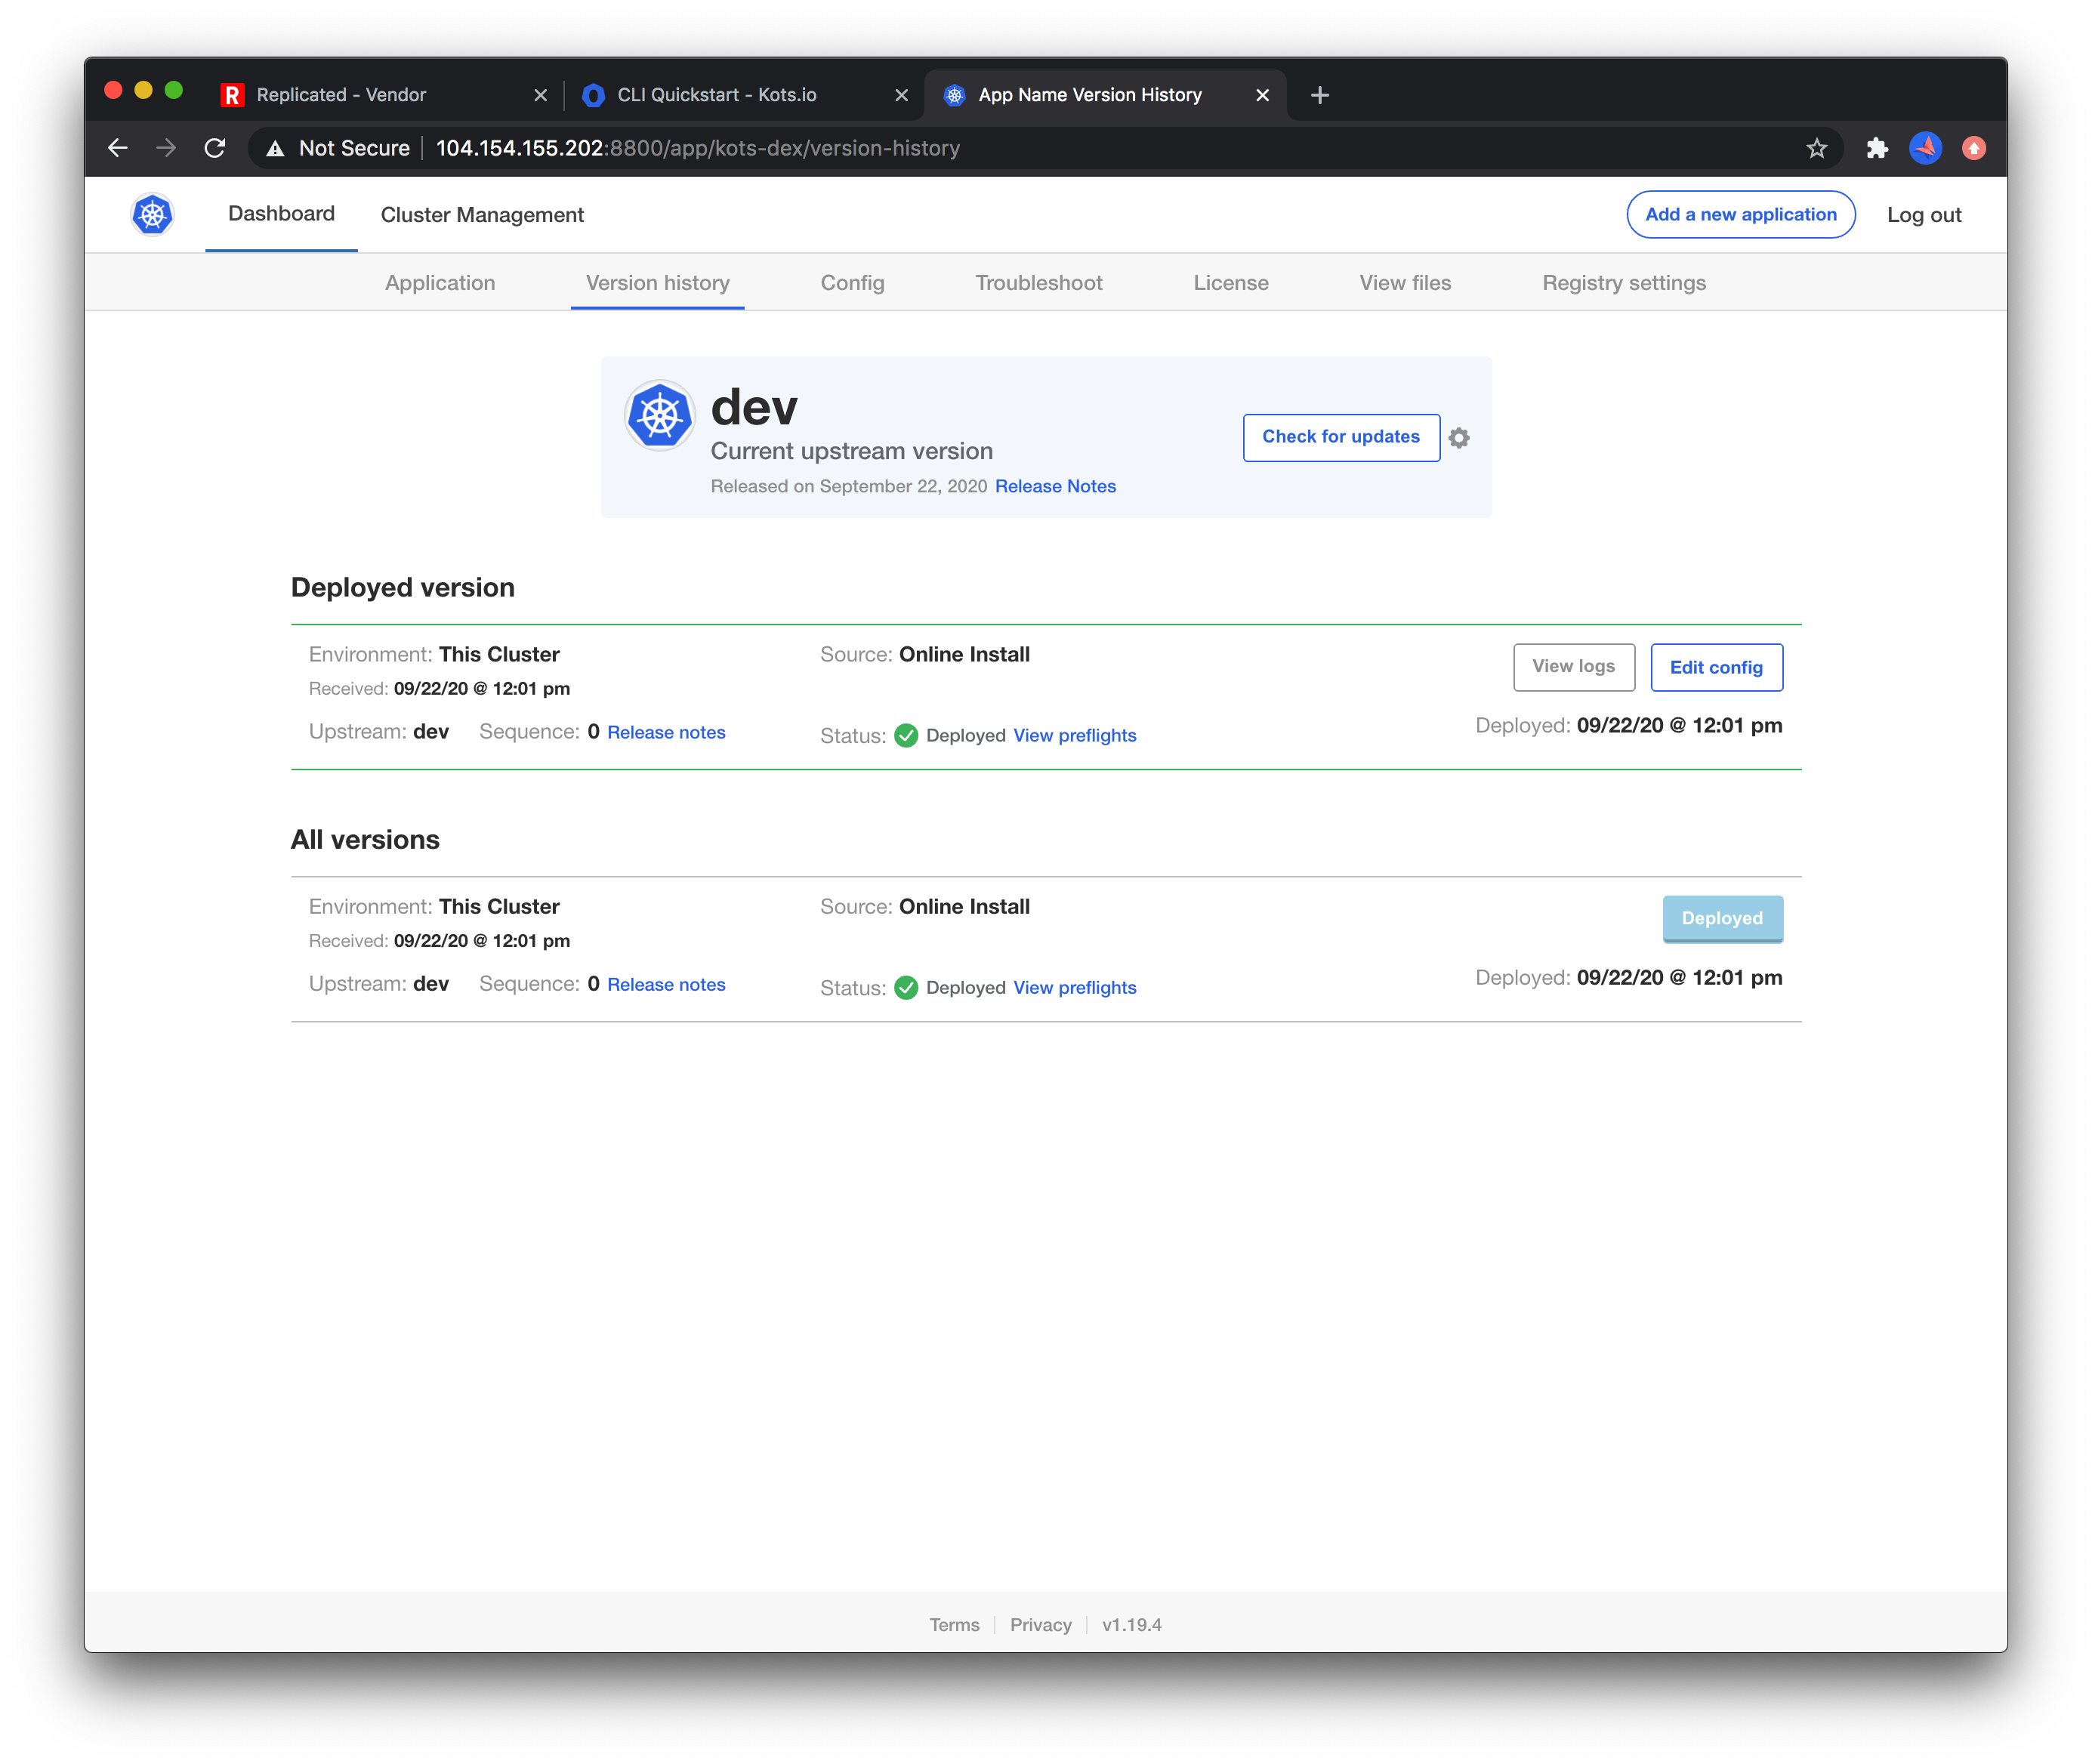 R Replicated - Vendor CLI Quickstart - Kots.io App Name Version History
Not Secure 104.154.155.202:8800/app/kots-dex/version-history
Dashboard Cluster Management Add a new application Log out
Application Version history Config Troubleshoot License View files Registry settings
dev
Current upstream version
Released on September 22, 2020 Release Notes
Check for updates
Deployed version
Environment: This Cluster Source: Online Install View logs Edit config
Received: 09/22/20 @ 12:01 pm
Upstream: dev Sequence: 0 Release notes Status: Deployed View preflights Deployed: 09/22/20 @ 12:01 pm
All versions
Environment: This Cluster Source: Online Install Deployed
Received: 09/22/20 @ 12:01 pm
Upstream: dev Sequence: 0 Release notes Status: Deployed View preflights Deployed: 09/22/20 @ 12:01 pm
Terms Privacy v1.19.4